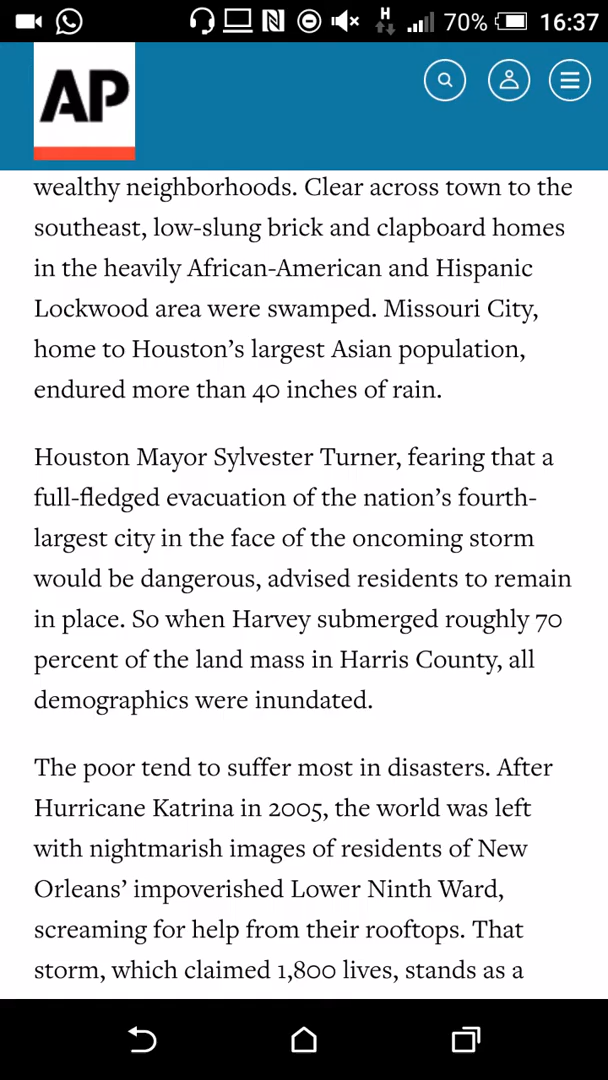 H
70%
16:37
AP
wealthy neighborhoods. Clear across town to the
southeast, low-slung brick and clapboard homes
in the heavily African-American and Hispanic
Lockwood area were swamped. Missouri City,
home to Houston’s largest Asian population,
endured more than 40 inches of rain.
Houston Mayor Sylvester Turner, fearing that a
full-fledged evacuation of the nation’s fourth-
largest city in the face of the oncoming storm
would be dangerous, advised residents to remain
in place. So when Harvey submerged roughly 70
percent of the land mass in Harris County, all
demographics were inundated.
The poor tend to suffer most in disasters. After
Hurricane Katrina in 2005, the world was left
with nightmarish images of residents of New
Orleans’ impoverished Lower Ninth Ward,
screaming for help from their rooftops. That
storm, which claimed 1,800 lives, stands as a